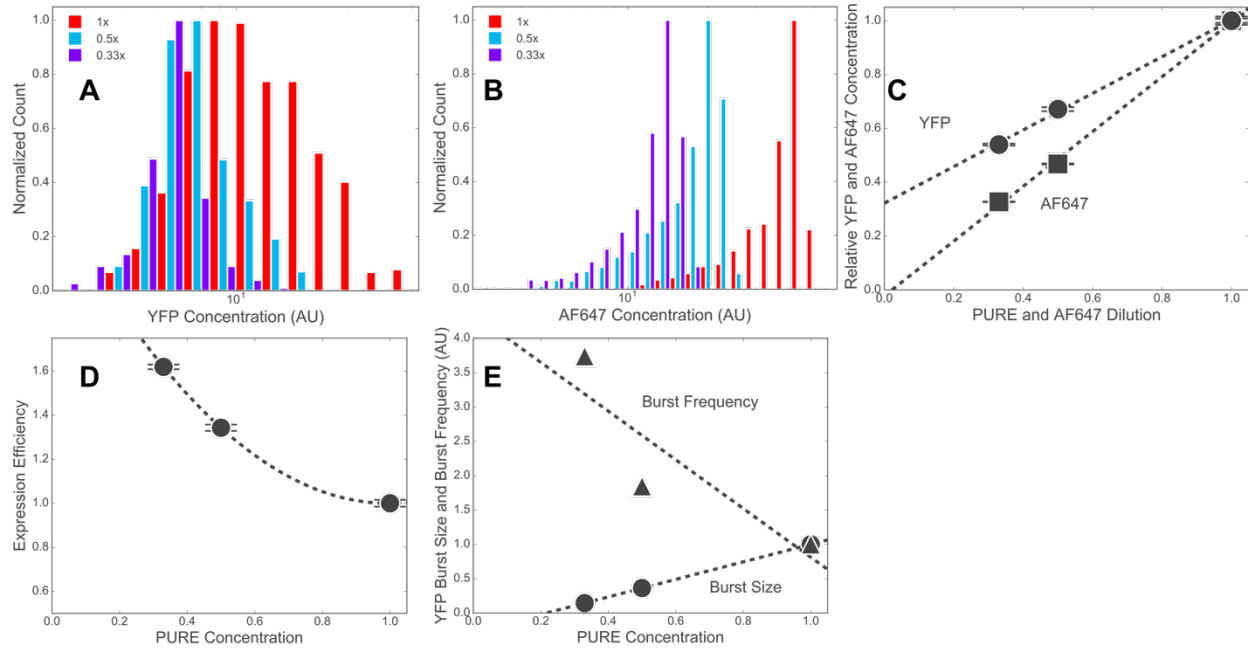 A
1x
0.5x
0.33x
Normalized Count
1.0
0.8
0.6
0.4
0.2
0.0
10¹
YFP Concentration (AU)
B
1x
0.5x
0.33x
Normalized Count
1.0
0.8
0.6
0.4
0.2
0.0
10¹
AF647 Concentration (AU)
C
Relative YFP and AF647 Concentration
1.0
0.8
0.6
0.4
0.2
0.0
YFP
AF647
0.0 0.2 0.4 0.6 0.8 1.0
PURE and AF647 Dilution
D
Expression Efficiency
1.6
1.4
1.2
1.0
0.8
0.6
0.0 0.2 0.4 0.6 0.8 1.0
PURE Concentration
E
YFP Burst Size and Burst Frequency (AU)
4.0
3.5
3.0
2.5
2.0
1.5
1.0
0.5
0.0
Burst Frequency
Burst Size
0.0 0.2 0.4 0.6 0.8 1.0
PURE Concentration